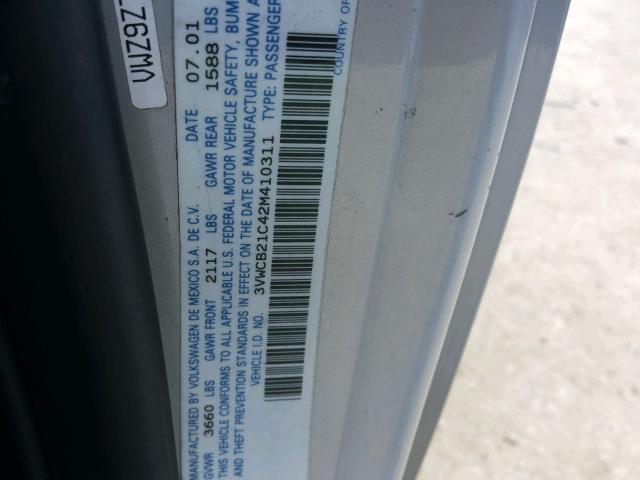 VWZ9Z7
MANUFACTURED BY VOLKSWAGEN DE MEXICO S.A. DE C.V. DATE 07.01
GVWR 3660 LBS GAWR FRONT 2117 LBS GAWR REAR 1588 LBS
THIS VEHICLE CONFORMS TO ALL APPLICABLE U.S. FEDERAL MOTOR VEHICLE SAFETY, BUM
AND THEFT PREVENTION STANDARDS IN EFFECT ON THE DATE OF MANUFACTURE SHOWN A
VEHICLE I.D. NO. 3VWCB21C42M410311 TYPE: PASSENGER
COUNTRY OF